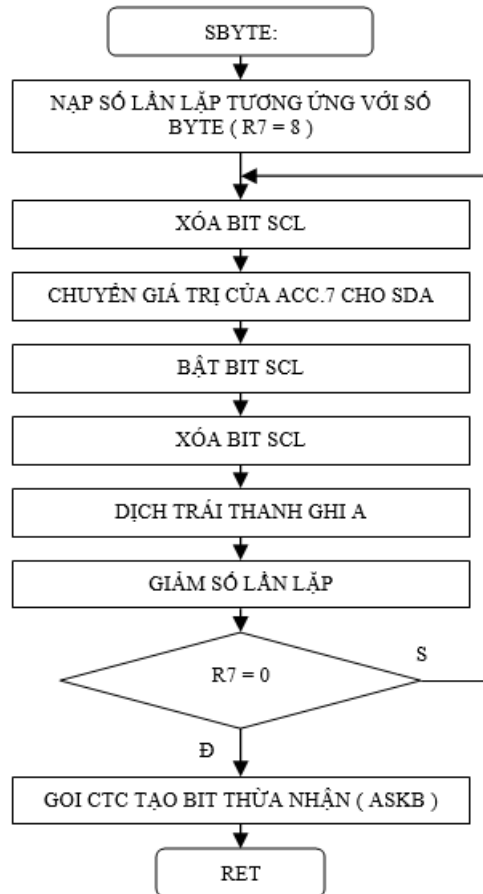 SBYTE:
NẠP SỐ LẦN LẶP TƯƠNG ỨNG VỚI SỐ
BYTE ( R7 = 8 )
XÓA BIT SCL
CHUYỂN GIÁ TRỊ CỦA ACC.7 CHO SDA
BẬT BIT SCL
XÓA BIT SCL
DỊCH TRÁI THANH GHI A
GIẢM SỐ LẦN LẶP
R7 = 0
S
Đ
GOI CTC TẠO BIT THỪA NHẬN ( ASKB )
RET